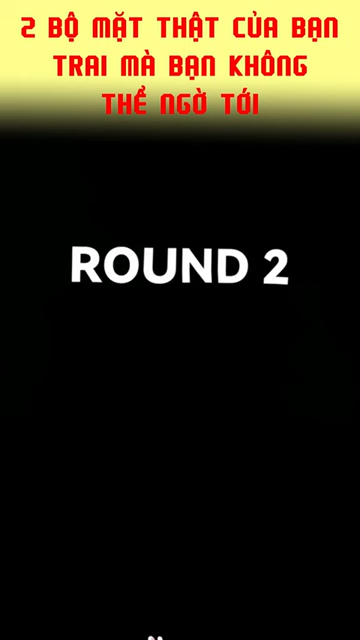 2 BỘ MẶT THẬT CỦA BẠN
TRAI MÀ BẠN KHÔNG
THỂ NGỜ TỚI
ROUND 2